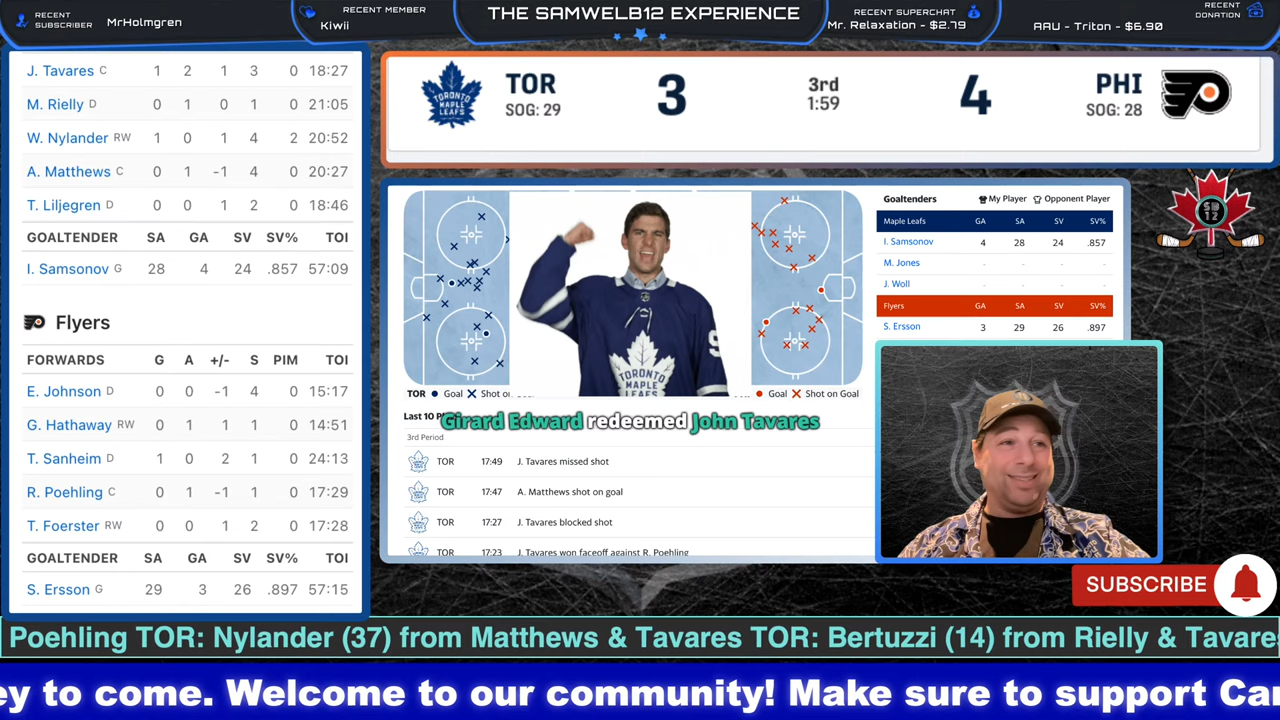 RECENT SUBSCRIBER MrHolmgren
RECENT MEMBER
Kiwii
THE SAMWELB12 EXPERIENCE
RECENT SUPERCHAT
Mr. Relaxation - $2.79
AAU - Triton - $6.90
RECENT DONATION
J. Tavares C 1 2 1 3 0 18:27
M. Rielly D 0 1 0 1 0 21:05
W. Nylander RW 1 0 1 4 2 20:52
A. Matthews C 0 1 -1 4 0 20:27
T. Liljegren D 0 0 1 2 0 18:46
GOALTENDER SA GA SV SV% TOI
I. Samsonov G 28 4 24 .857 57:09
Flyers
FORWARDS G A +/- S PIM TOI
E. Johnson D 0 0 -1 4 0 15:17
G. Hathaway RW 0 1 1 1 0 14:51
T. Sanheim D 1 0 2 1 0 24:13
R. Poehling C 0 1 -1 1 0 17:29
T. Foerster RW 0 0 1 2 0 17:28
GOALTENDER SA GA SV SV% TOI
S. Ersson G 29 3 26 .897 57:15
TORONTO MAPLE LEAFS
TOR
SOG: 29
3
3rd
1:59
4
PHI
SOG: 28
SB
12
TORONTO
MAPLE
LEAFS
TOR Goal Shot on
Goal Shot on Goal
Last 10
Girard Edward redeemed John Tavares
3rd Period
TOR 17:49 J. Tavares missed shot
TOR 17:47 A. Matthews shot on goal
TOR 17:27 J. Tavares blocked shot
TOR 17:23 J. Tavares won faceoff against R. Poehling
Goaltenders My Player Opponent Player
Maple Leafs GA SA SV SV%
I. Samsonov 4 28 24 .857
M. Jones - - - -
J. Woll - - - -
Flyers GA SA SV SV%
S. Ersson 3 29 26 .897
SUBSCRIBE
Poehling TOR: Nylander (37) from Matthews & Tavares TOR: Bertuzzi (14) from Rielly & Tavare
ey to come. Welcome to our community! Make sure to support Car